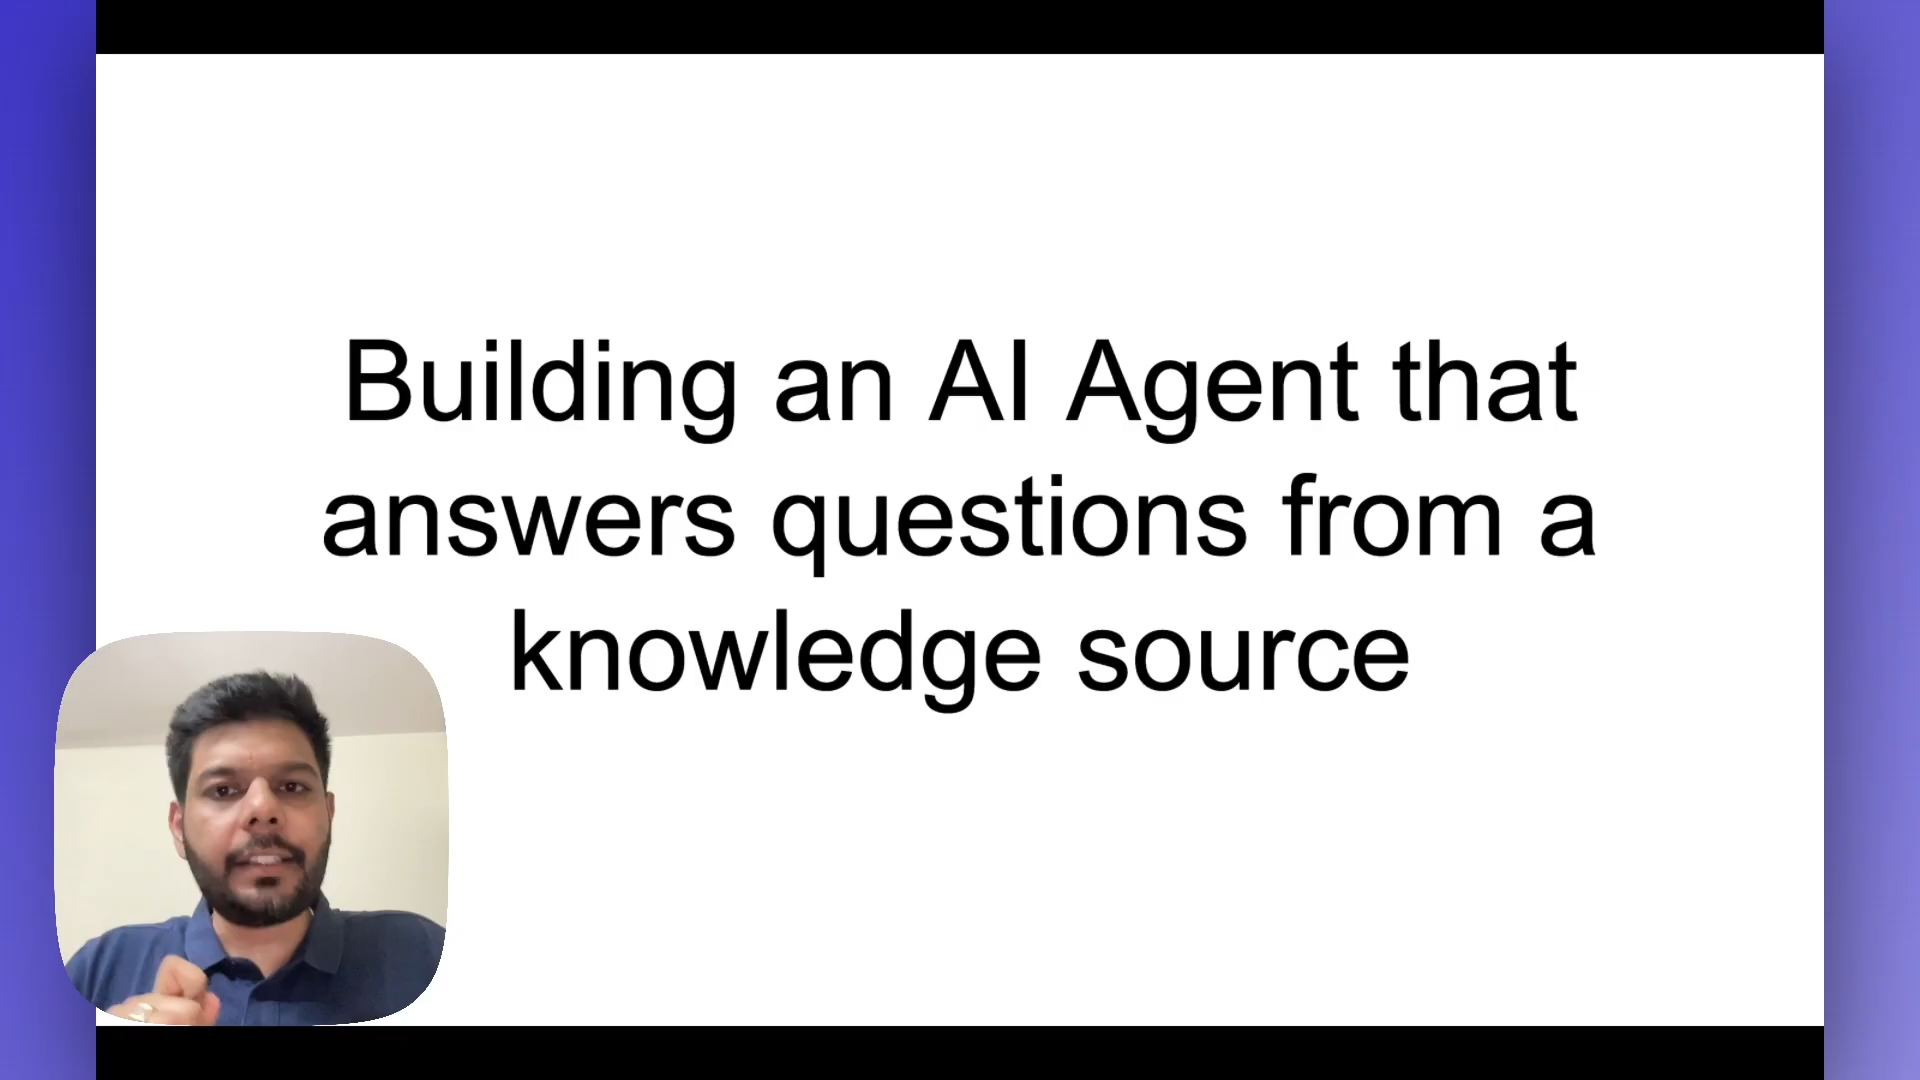 Building an AI Agent that
answers questions from a
knowledge source